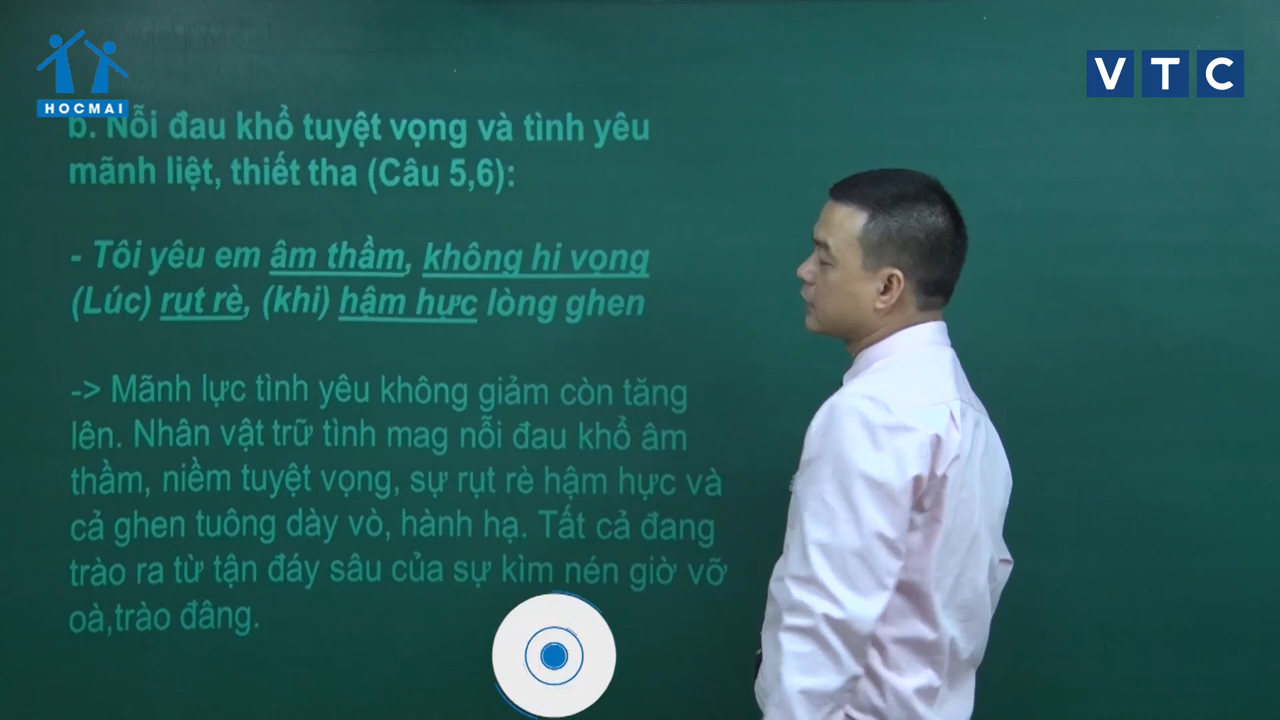 HOCMAI
VTC
b. Nỗi đau khổ tuyệt vọng và tình yêu
mãnh liệt, thiết tha (Câu 5,6):
- Tôi yêu em âm thầm, không hi vọng
(Lúc) rụt rè, (khi) hậm hực lòng ghen
-> Mãnh lực tình yêu không giảm còn tăng
lên. Nhân vật trữ tình mag nỗi đau khổ âm
thầm, niềm tuyệt vọng, sự rụt rè hậm hực và
cả ghen tuông dày vò, hành hạ. Tất cả đang
trào ra từ tận đáy sâu của sự kìm nén giờ vỡ
oà,trào đâng.